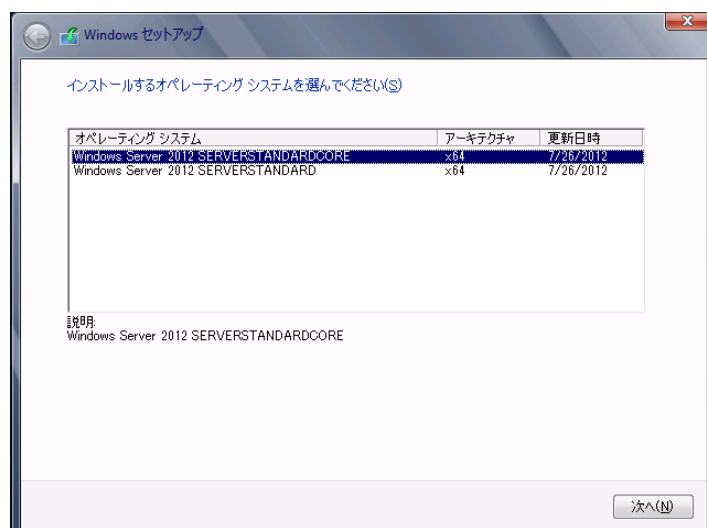 Windows セットアップ
インストールするオペレーティング システムを選んでください(S)
オペレーティング システム アーキテクチャ 更新日時
Windows Server 2012 SERVERSTANDARDCORE x64 7/26/2012
Windows Server 2012 SERVERSTANDARD x64 7/26/2012
説明:
Windows Server 2012 SERVERSTANDARDCORE
次へ(N)